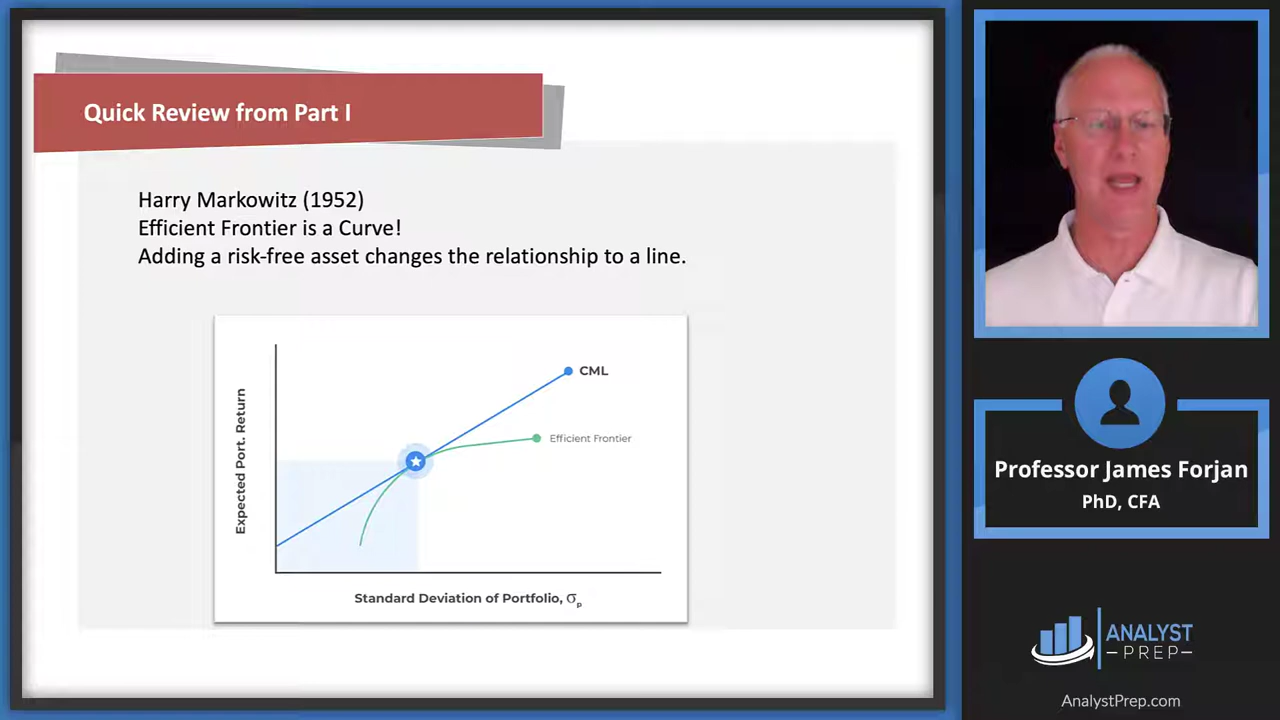 Quick Review from Part I
Harry Markowitz (1952)
Efficient Frontier is a Curve!
Adding a risk-free asset changes the relationship to a line.
Expected Port. Return
CML
Efficient Frontier
Standard Deviation of Portfolio, σp
Professor James Forjan
PhD, CFA
ANALYST
PREP
AnalystPrep.com